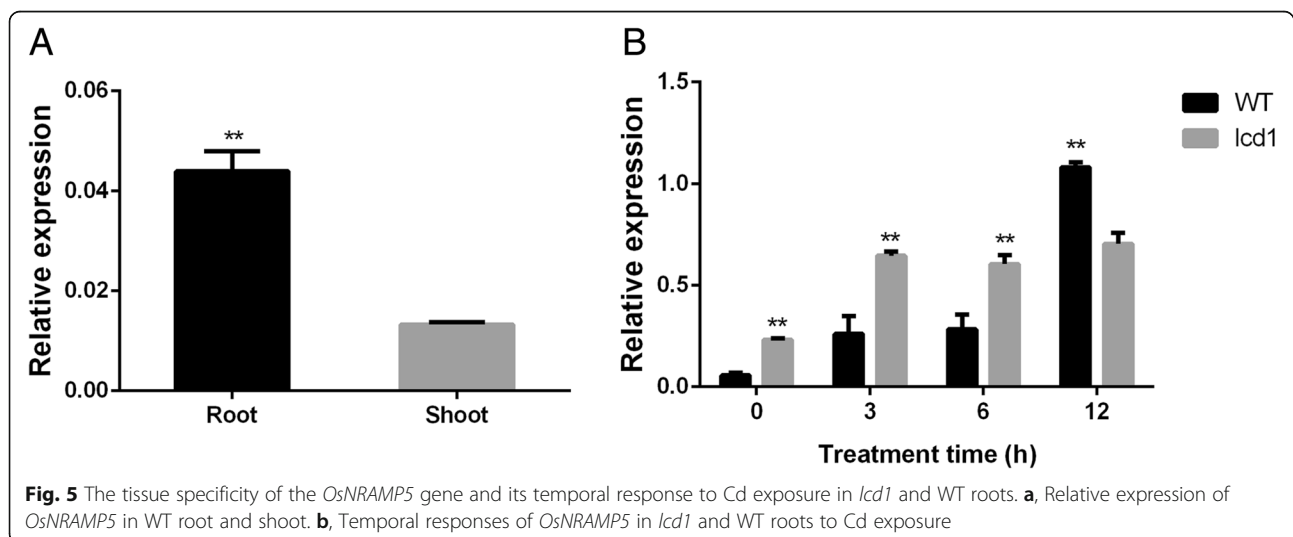 A
Relative expression
0.06
0.04
0.02
0.00
**
Root
Shoot
B
Relative expression
1.5
1.0
0.5
0.0
**
**
**
**
0
3
6
12
Treatment time (h)
WT
lcd1
Fig. 5 The tissue specificity of the OsNRAMP5 gene and its temporal response to Cd exposure in lcd1 and WT roots. a, Relative expression of
OsNRAMP5 in WT root and shoot. b, Temporal responses of OsNRAMP5 in lcd1 and WT roots to Cd exposure